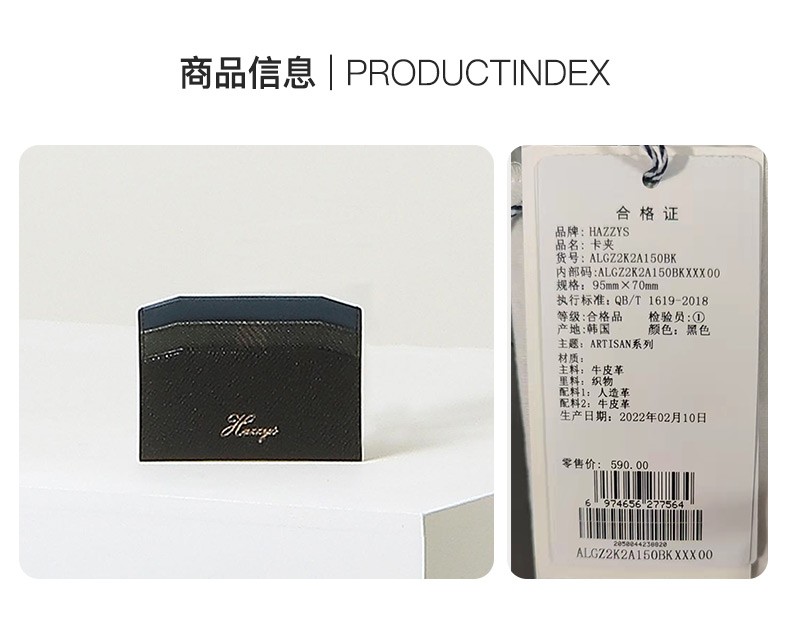 商品信息 | PRODUCTINDEX
Hazzys
合格证
品牌: HAZZYS
品名: 卡夹
货号: ALGZ2K2A150BK
内部码:ALGZ2K2A150BKXXX00
规格: 95mm×70mm
执行标准: QB/T 1619-2018
等级:合格品 检验员:①
产地:韩国 颜色: 黑色
主题: ARTISAN系列
材质:
主料: 牛皮革
里料: 织物
配料1: 人造革
配料2: 牛皮革
生产日期: 2022年02月10日
零售价: 590.00
6 974656 277564
2050044238820
ALGZ2K2A150BKXXX00